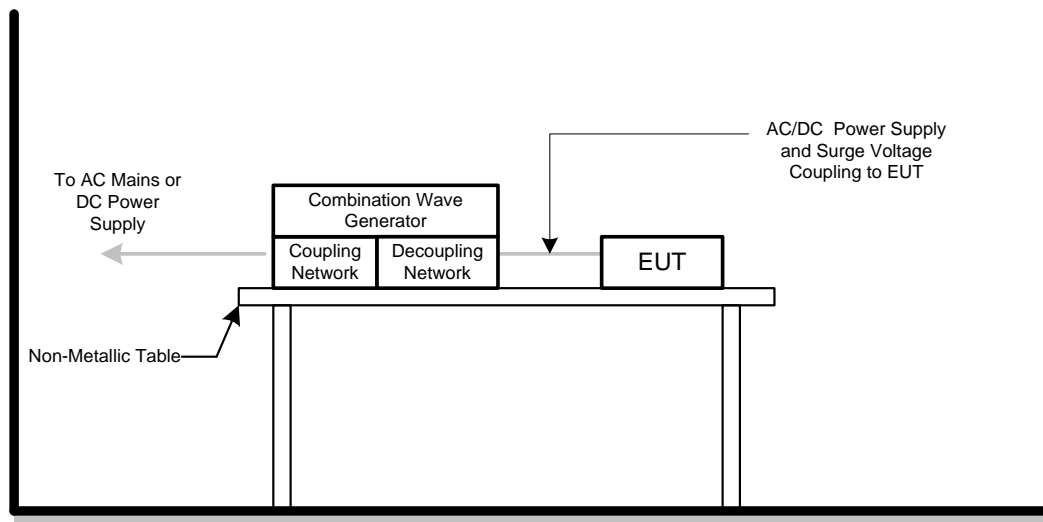 AC/DC  Power Supply
and Surge Voltage
Coupling to EUT
To AC Mains or
DC Power
Supply
Combination Wave
Generator
Coupling
Network
Decoupling
Network
EUT
Non-Metallic Table